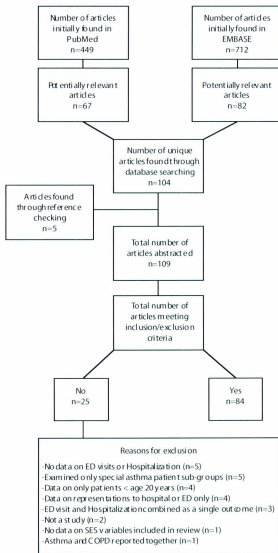 Number of articles
initially found in
PubMed
n=449
Number of articles
initially found in
EMBASE
n=712
Potentially relevant
articles
n=67
Potentially relevant
articles
n=82
Number of unique
articles found through
database searching
n=104
Articles found
through reference
checking
n=5
Total number of
articles abstracted
n=109
Total number of
articles meeting
inclusion/exclusion
criteria
No
n=25
Yes
n=84
Reasons for exclusion
-No data on ED visits or Hospitalization (n=5)
-Examined only special asthma patient sub-groups (n=5)
-Data on only patients < age 20 years (n=4)
-Data on representations to hospital or ED only (n=4)
-ED visit and Hospitalization combined as a single outcome (n=3)
-Not a study (n=2)
-No data on SES variables included in review (n=1)
-Asthma and COPD reported together (n=1)